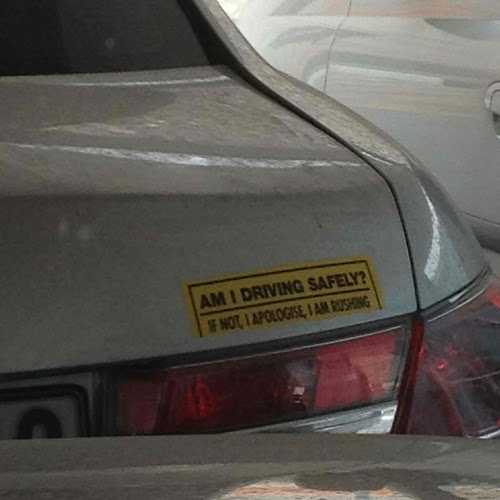 AM I DRIVING SAFELY?
IF NOT, I APOLOGISE, I AM RUSHING